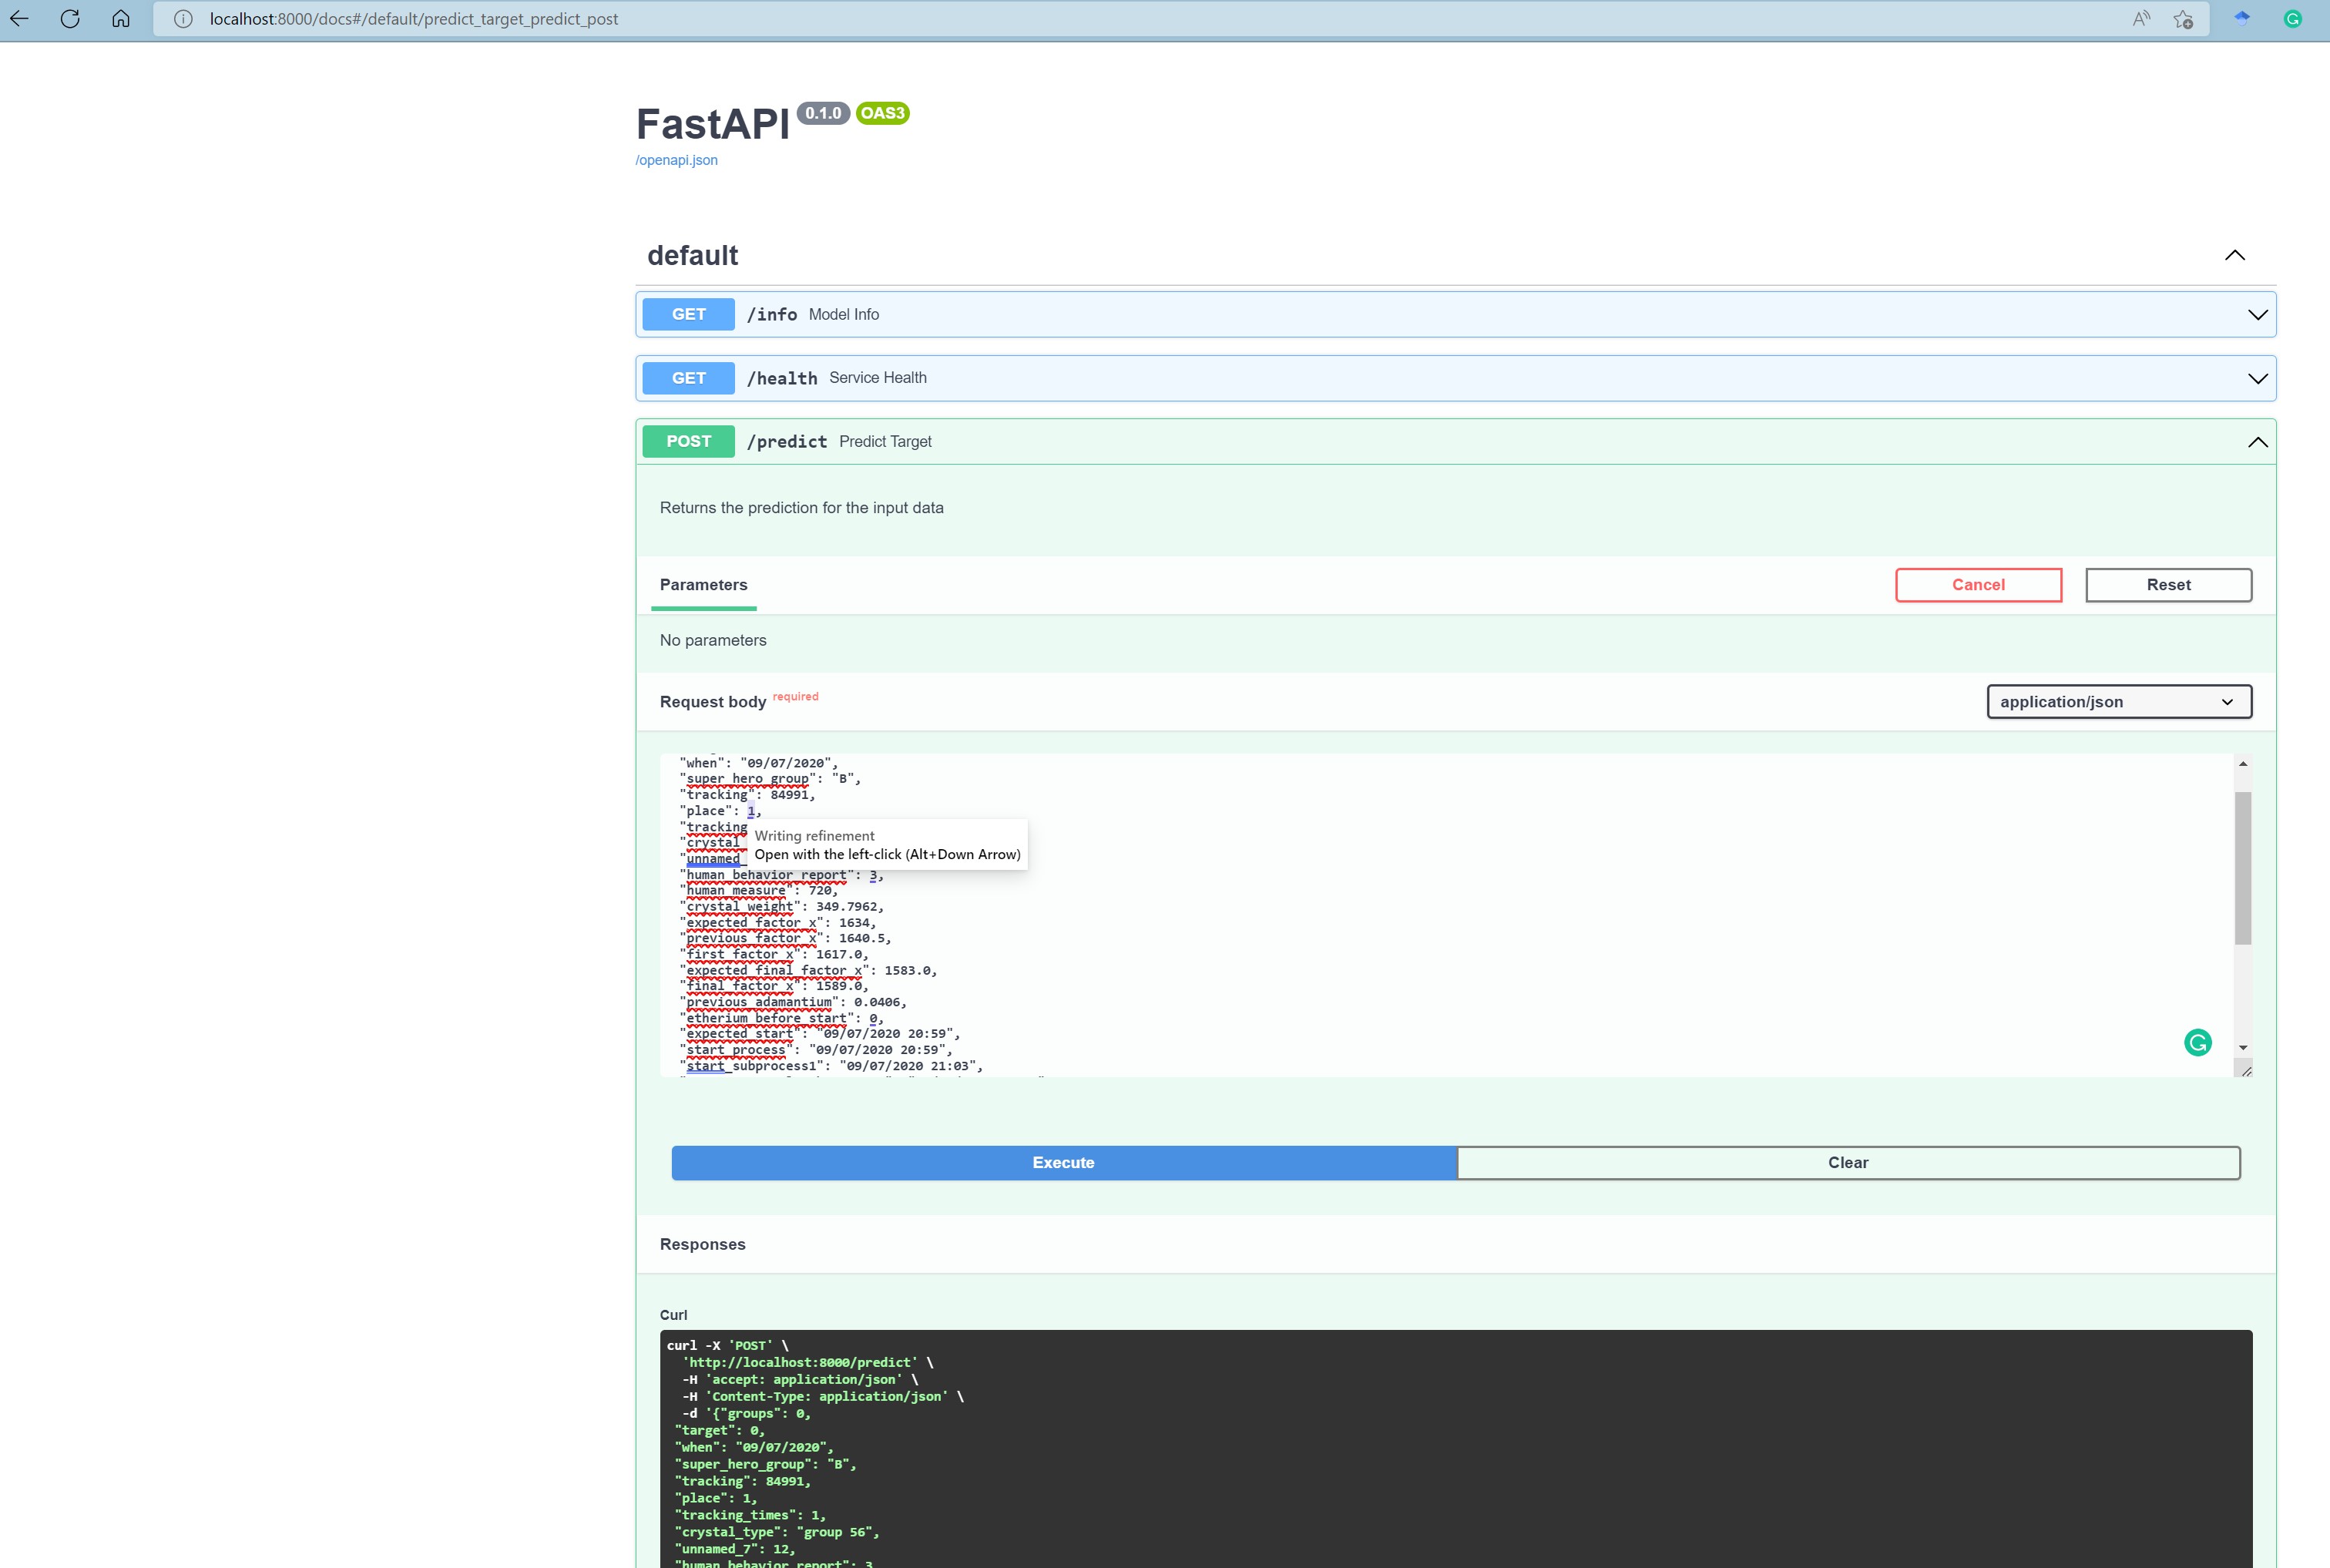 localhost:8000/docs#/default/predict_target_predict_post
FastAPI 0.1.0 OAS3
/openapi.json
default
GET /info Model Info
GET /health Service Health
POST /predict Predict Target
Returns the prediction for the input data
Parameters
Cancel
Reset
No parameters
Request body required
application/json
"when": "09/07/2020",
"super_hero_group": "B",
"tracking": 84991,
"place": 1,
"tracking
"crystal_
"unnamed_
Writing refinement
Open with the left-click (Alt+Down Arrow)
"human_behavior_report": 3,
"human_measure": 720,
"crystal_weight": 349.7962,
"expected_factor_x": 1634,
"previous_factor_x": 1640.5,
"first_factor_x": 1617.0,
"expected_final_factor_x": 1583.0,
"final_factor_x": 1589.0,
"previous_adamantium": 0.0406,
"etherium_before_start": 0,
"expected_start": "09/07/2020 20:59",
"start_process": "09/07/2020 20:59",
"start_subprocess1": "09/07/2020 21:03",
Execute
Clear
Responses
Curl
curl -X 'POST' \
'http://localhost:8000/predict' \
-H 'accept: application/json' \
-H 'Content-Type: application/json' \
-d '{"groups": 0,
"target": 0,
"when": "09/07/2020",
"super_hero_group": "B",
"tracking": 84991,
"place": 1,
"tracking_times": 1,
"crystal_type": "group 56",
"unnamed_7": 12,
"human_behavior_report": 3